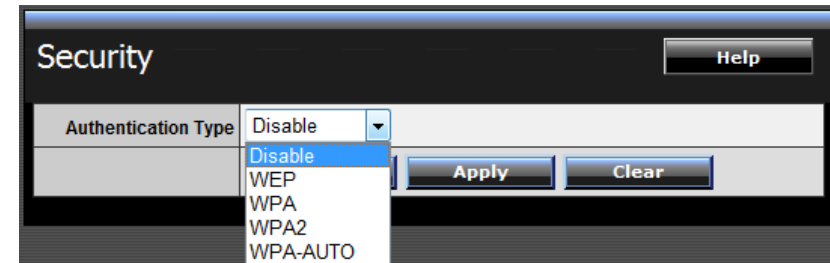 Security
Help
Authentication Type
Disable
Disable
WEP
WPA
WPA2
WPA-AUTO
Apply
Clear